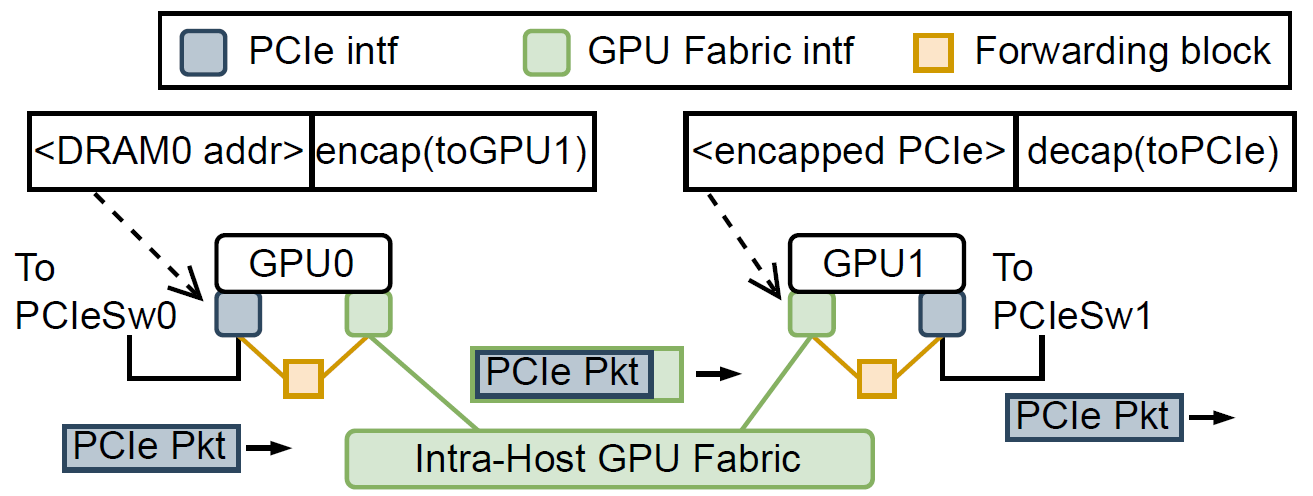 PCIe intf
GPU Fabric intf
Forwarding block
<DRAM0 addr>
encap(toGPU1)
<encapped PCIe>
decap(toPCIe)
To
PCIeSw0
GPU0
GPU1
To
PCIeSw1
PCIe Pkt
PCIe Pkt
PCIe Pkt
Intra-Host GPU Fabric